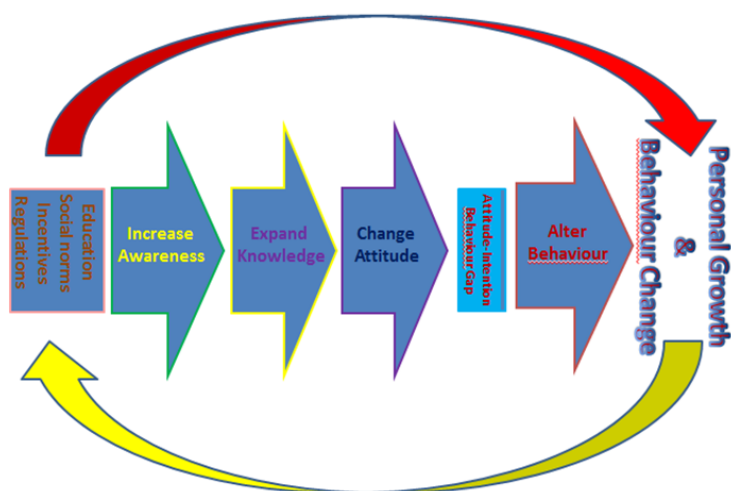 Education
Social norms
Incentives
Regulations
Increase
Awareness
Expand
Knowledge
Change
Attitude
Attitude-Intention
Behaviour Gap
Alter
Behaviour
Personal Growth
&
Behaviour Change